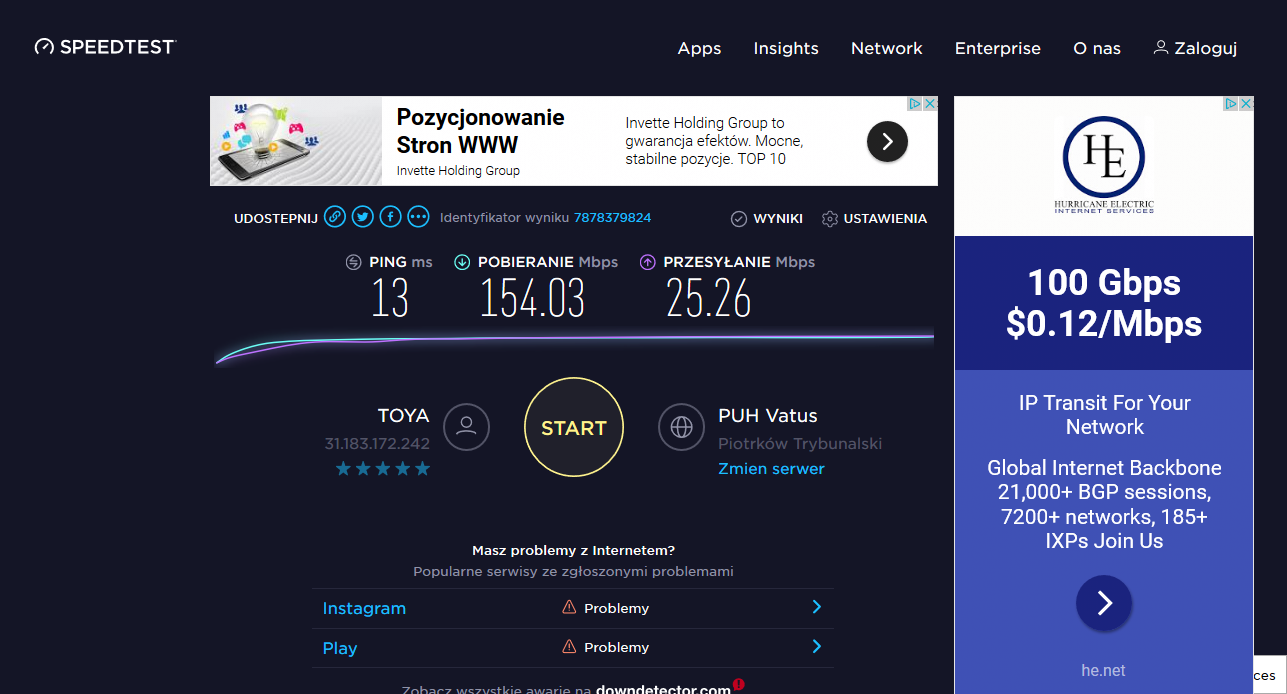 SPEEDTEST
Apps Insights Network Enterprise O nas Zaloguj
Pozycjonowanie
Stron WWW
Invette Holding Group
Invette Holding Group to
gwarancja efektów. Mocne,
stabilne pozycje. TOP 10
UDOSTEPNIJ Identyfikator wyniku 7878379824 WYNIKI USTAWIENIA
PING ms POBIERANIE Mbps PRZESYŁANIE Mbps
13 154.03 25.26
TOYA
31.183.172.242
START
PUH Vatus
Piotrków Trybunalski
Zmien serwer
Masz problemy z Internetem?
Popularne serwisy ze zgłoszonymi problemami
Instagram Problemy
Play Problemy
Zobacz wszystkie awarie na downdetector.com
HE
HURRICANE ELECTRIC
INTERNET SERVICES
100 Gbps
$0.12/Mbps
IP Transit For Your
Network
Global Internet Backbone
21,000+ BGP sessions,
7200+ networks, 185+
IXPs Join Us
he.net
ces